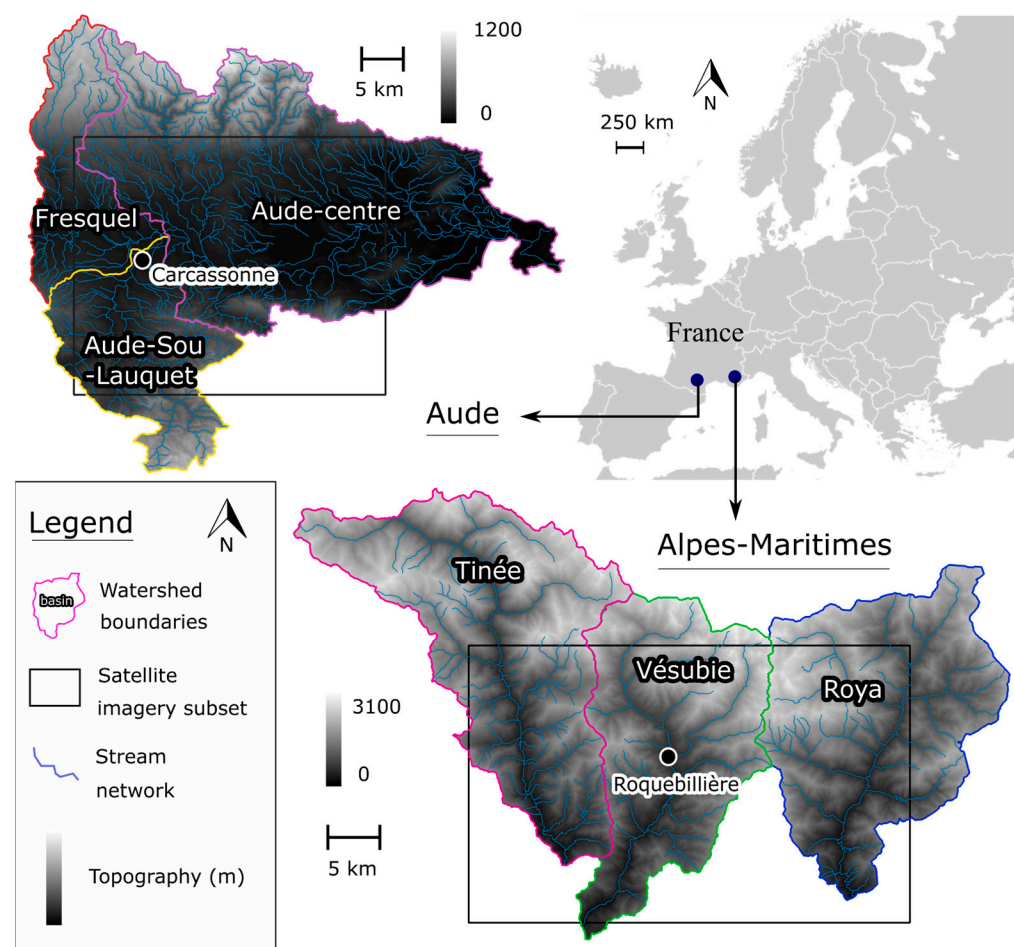 1200
0
5 km
N
250 km
Fresquel
Aude-centre
Carcassonne
Aude-Sou
-Lauquet
France
Aude
Alpes-Maritimes
Legend
N
basin
Watershed
boundaries
Satellite
imagery subset
Stream
network
Topography (m)
Tinée
Vésubie
Roya
Roquebillière
3100
0
5 km